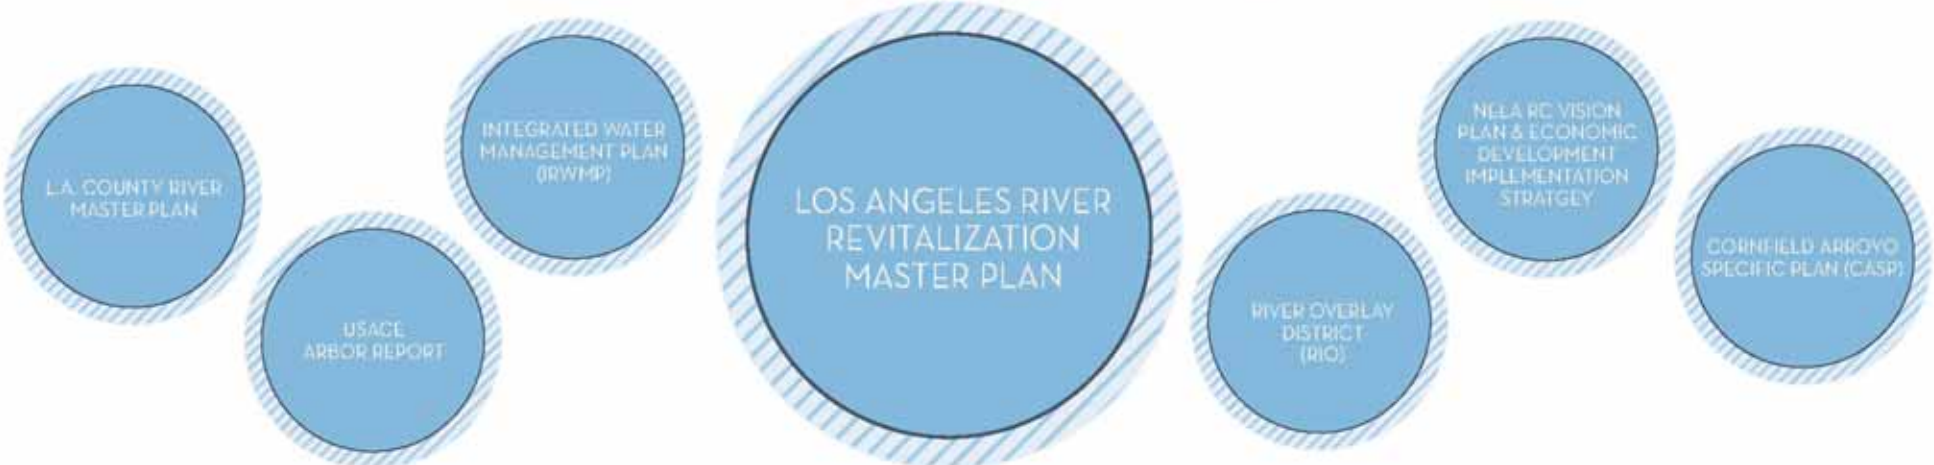 L.A. COUNTY RIVER
MASTER PLAN
USACE
ARBOR REPORT
INTEGRATED WATER
MANAGEMENT PLAN
(IRWMP)
LOS ANGELES RIVER
REVITALIZATION
MASTER PLAN
RIVER OVERLAY
DISTRICT
(RIO)
NELA RC VISION
PLAN & ECONOMIC
DEVELOPMENT
IMPLEMENTATION
STRATGEY
CORNFIELD ARROYO
SPECIFIC PLAN (CASP)